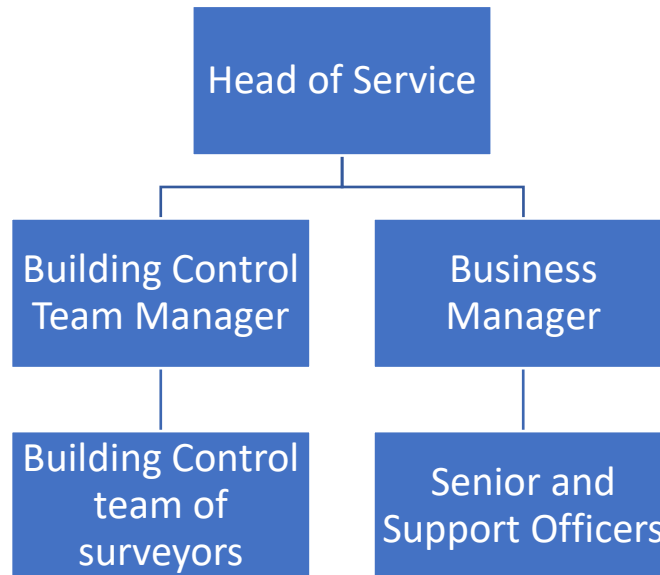 Head of Service
Building Control
Team Manager
Business
Manager
Building Control
team of
surveyors
Senior and
Support Officers